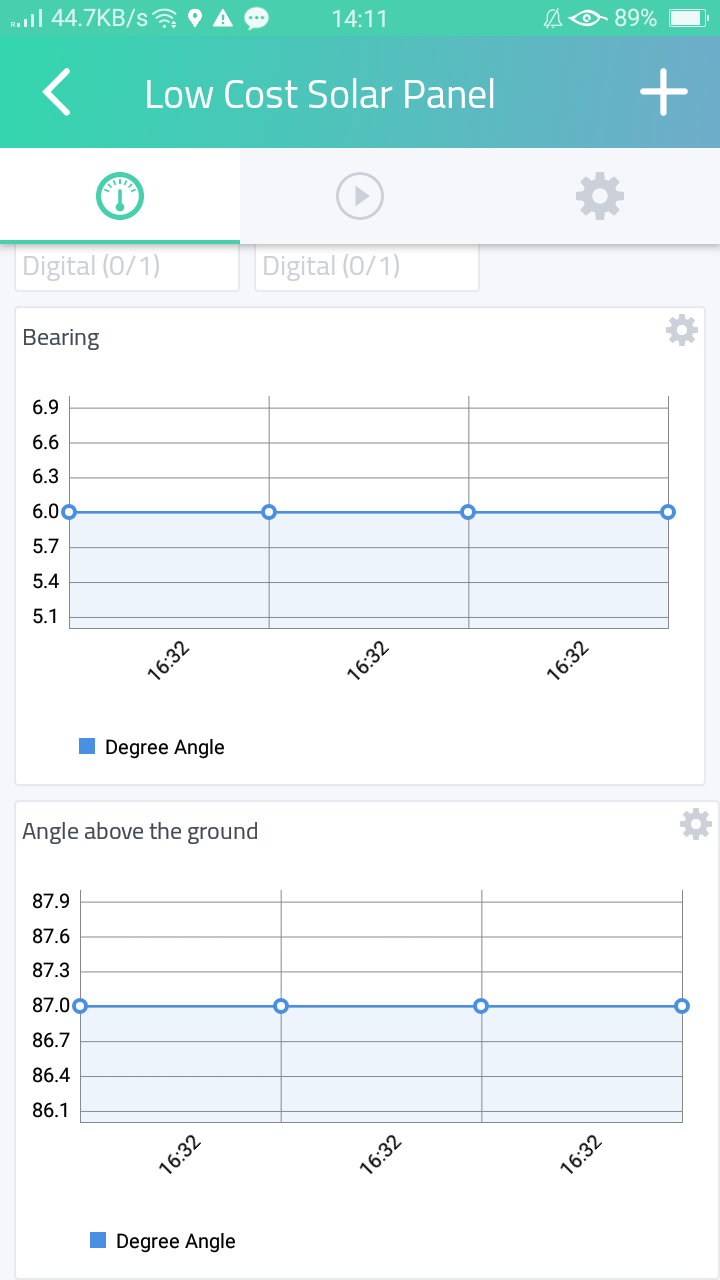 44.7KB/s 14:11 89%
Low Cost Solar Panel
Digital (0/1) Digital (0/1)
Bearing
6.9
6.6
6.3
6.0
5.7
5.4
5.1
16:32 16:32 16:32
Degree Angle
Angle above the ground
87.9
87.6
87.3
87.0
86.7
86.4
86.1
16:32 16:32 16:32
Degree Angle